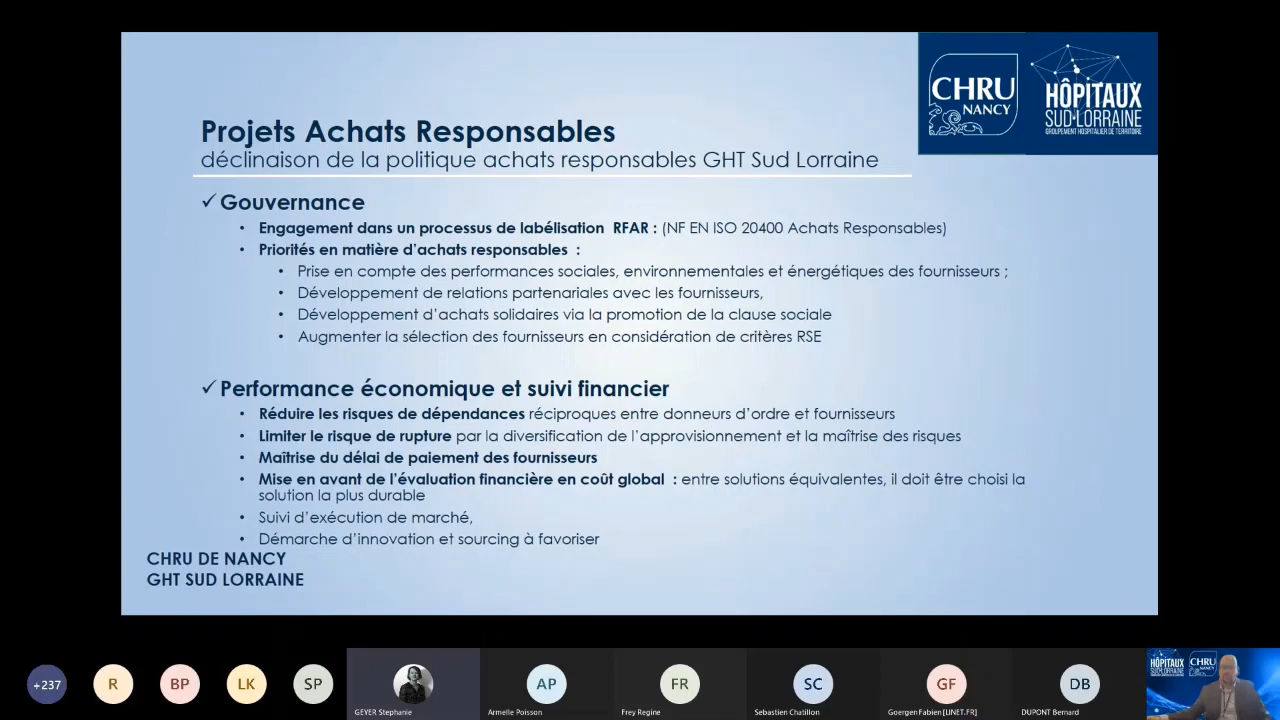 CHRU
NANCY
HÔPITAUX
SUD-LORRAINE
GROUPEMENT HOSPITALIER DE TERRITOIRE
Projets Achats Responsables
déclinaison de la politique achats responsables GHT Sud Lorraine
✓ Gouvernance
• Engagement dans un processus de labélisation RFAR : (NF EN ISO 20400 Achats Responsables)
• Priorités en matière d’achats responsables :
• Prise en compte des performances sociales, environnementales et énergétiques des fournisseurs ;
• Développement de relations partenariales avec les fournisseurs,
• Développement d’achats solidaires via la promotion de la clause sociale
• Augmenter la sélection des fournisseurs en considération de critères RSE
✓ Performance économique et suivi financier
• Réduire les risques de dépendances réciproques entre donneurs d’ordre et fournisseurs
• Limiter le risque de rupture par la diversification de l’approvisionnement et la maîtrise des risques
• Maîtrise du délai de paiement des fournisseurs
• Mise en avant de l’évaluation financière en coût global : entre solutions équivalentes, il doit être choisi la
solution la plus durable
• Suivi d’exécution de marché,
• Démarche d’innovation et sourcing à favoriser
CHRU DE NANCY
GHT SUD LORRAINE
+237
R
BP
LK
SP
GEYER Stephanie
AP
Armelle Poisson
FR
Frey Regine
SC
Sebastien Chatillon
GF
Goergen Fabien [LINET.FR]
DB
DUPONT Bernard
HÔPITAUX
SUD-LORRAINE
CHRU
NANCY